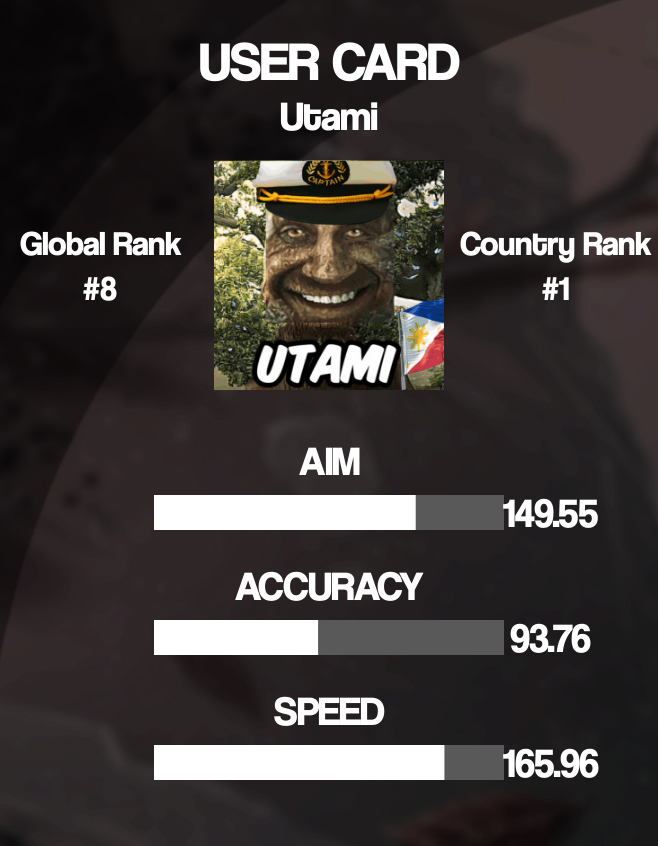 USER CARD
Utami
CAPTAIN
Global Rank
#8
Country Rank
#1
UTAMI
AIM
149.55
ACCURACY
93.76
SPEED
165.96